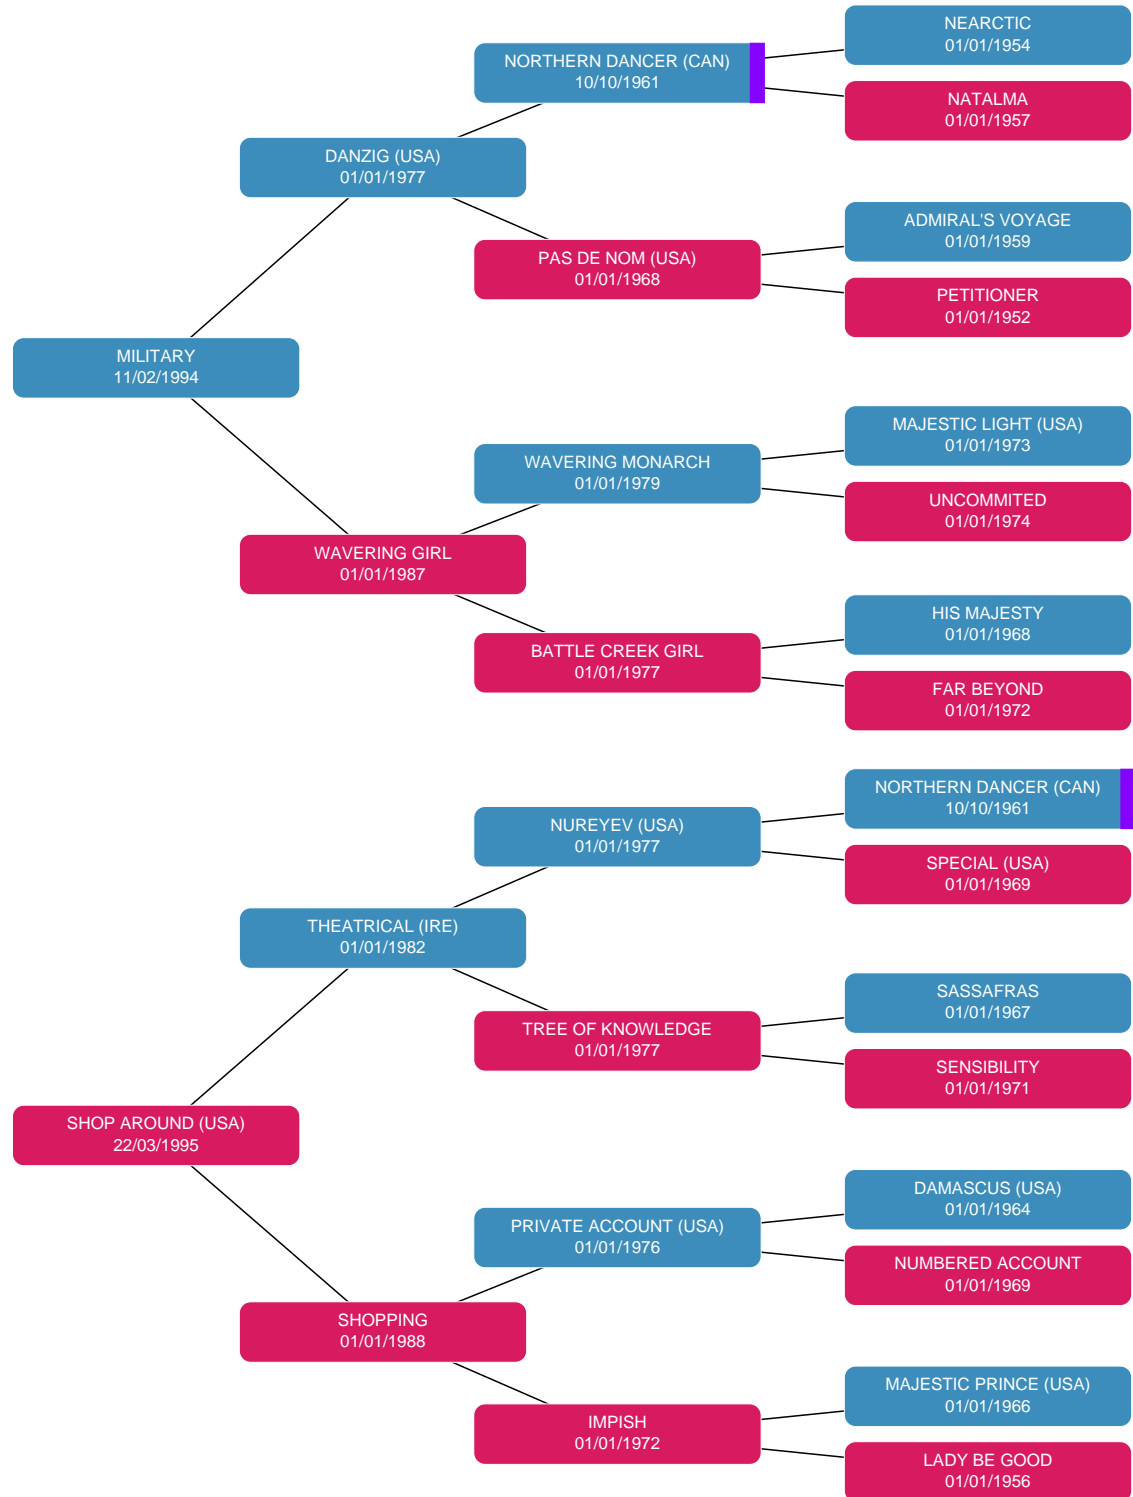 NEARCTIC
01/01/1954
NORTHERN DANCER (CAN)
10/10/1961
NATALMA
01/01/1957
DANZIG (USA)
01/01/1977
ADMIRAL'S VOYAGE
01/01/1959
PAS DE NOM (USA)
01/01/1968
PETITIONER
01/01/1952
MILITARY
11/02/1994
MAJESTIC LIGHT (USA)
01/01/1973
WAVERING MONARCH
01/01/1979
UNCOMMITED
01/01/1974
WAVERING GIRL
01/01/1987
HIS MAJESTY
01/01/1968
BATTLE CREEK GIRL
01/01/1977
FAR BEYOND
01/01/1972
NORTHERN DANCER (CAN)
10/10/1961
NUREYEV (USA)
01/01/1977
SPECIAL (USA)
01/01/1969
THEATRICAL (IRE)
01/01/1982
SASSAFRAS
01/01/1967
TREE OF KNOWLEDGE
01/01/1977
SENSIBILITY
01/01/1971
SHOP AROUND (USA)
22/03/1995
DAMASCUS (USA)
01/01/1964
PRIVATE ACCOUNT (USA)
01/01/1976
NUMBERED ACCOUNT
01/01/1969
SHOPPING
01/01/1988
MAJESTIC PRINCE (USA)
01/01/1966
IMPISH
01/01/1972
LADY BE GOOD
01/01/1956